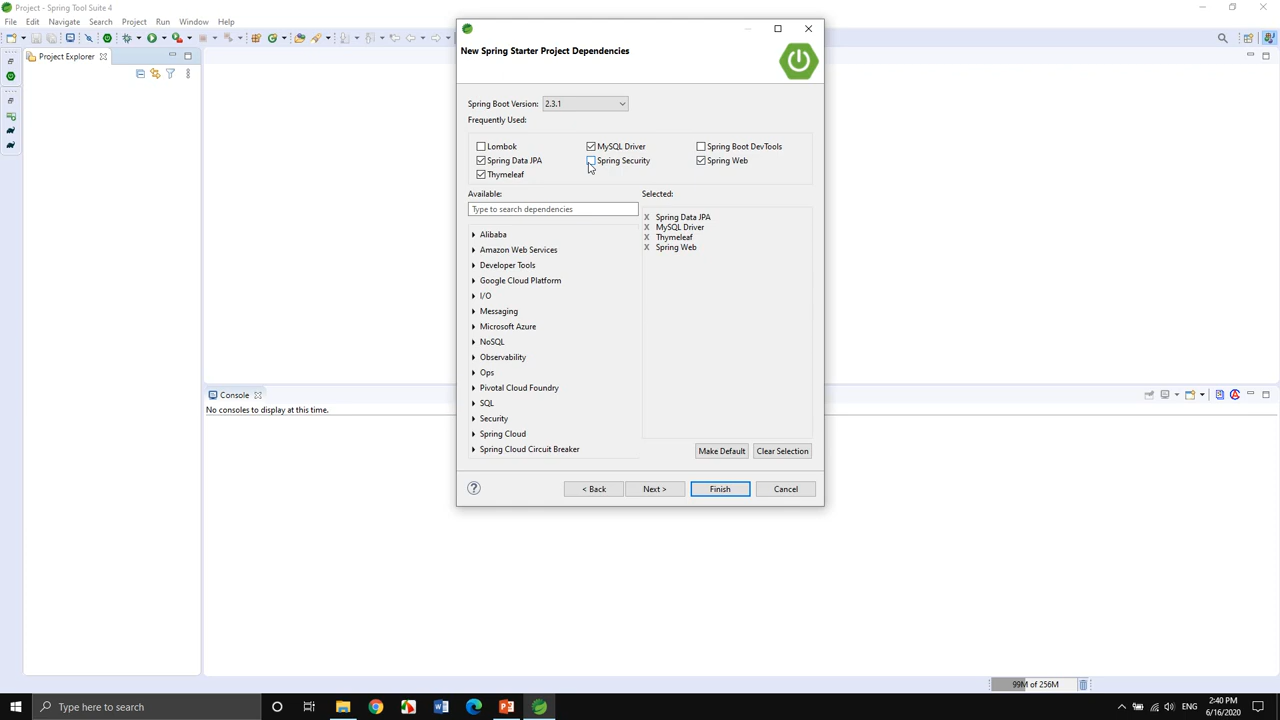 Project - Spring Tool Suite 4
File Edit Navigate Search Project Run Window Help
Project Explorer
New Spring Starter Project Dependencies
Spring Boot Version: 2.3.1
Frequently Used:
Lombok MySQL Driver Spring Boot DevTools
Spring Data JPA Spring Security Spring Web
Thymeleaf
Available: Selected:
Type to search dependencies
Spring Data JPA
MySQL Driver
Thymeleaf
Spring Web
Alibaba
Amazon Web Services
Developer Tools
Google Cloud Platform
I/O
Messaging
Microsoft Azure
NoSQL
Observability
Ops
Pivotal Cloud Foundry
SQL
Security
Spring Cloud
Spring Cloud Circuit Breaker
Make Default Clear Selection
< Back Next > Finish Cancel
Console
No consoles to display at this time.
99M of 256M
Type here to search
2:40 PM
6/16/2020